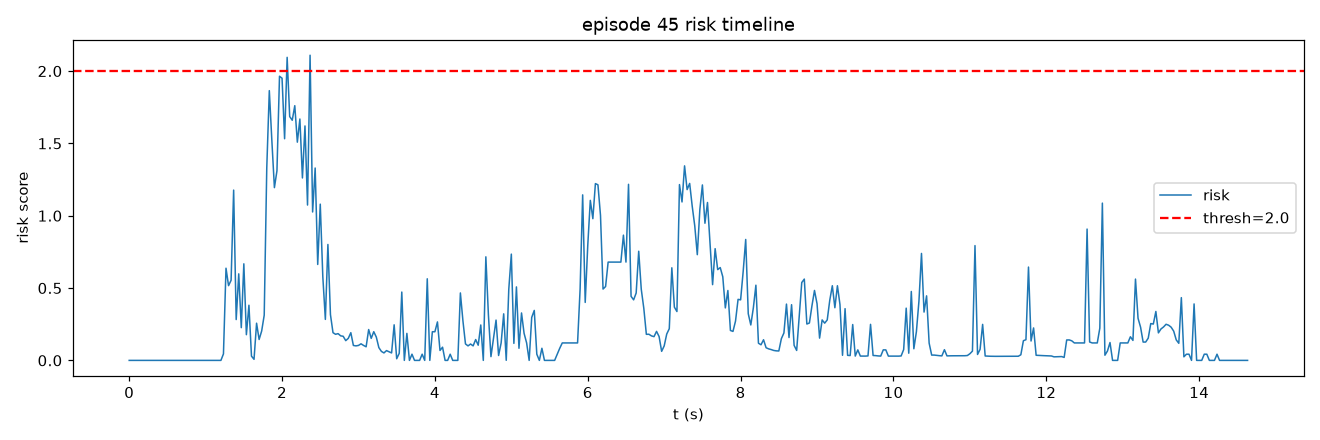 episode 45 risk timeline
risk score
2.0
1.5
1.0
0.5
0.0
risk
thresh=2.0
0 2 4 6 8 10 12 14
t (s)